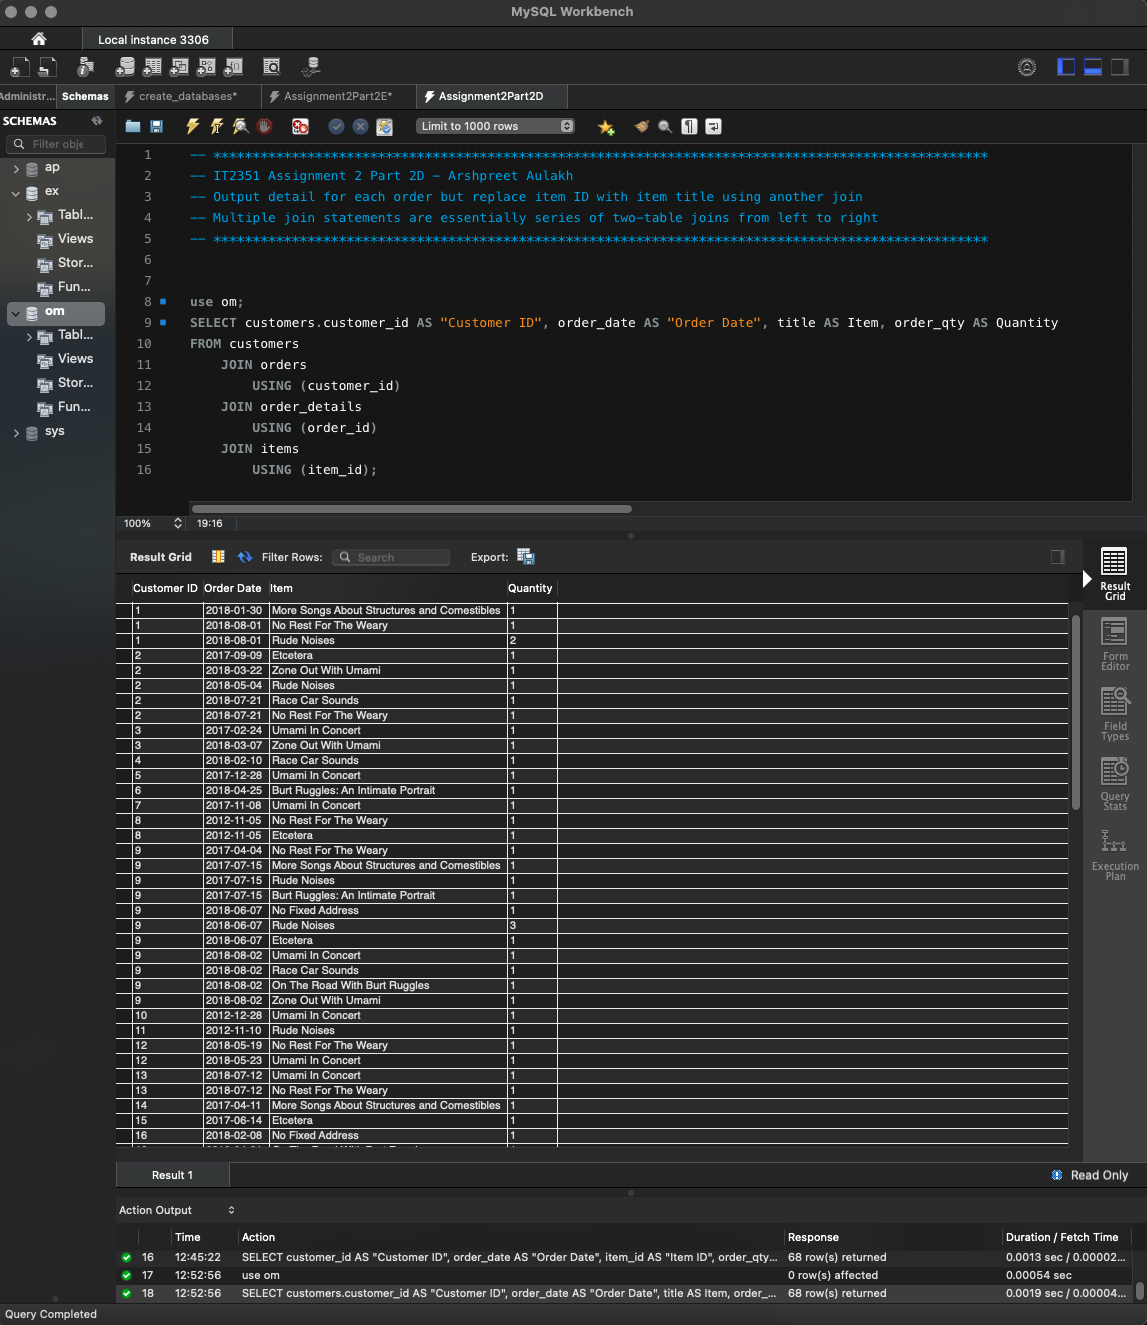 MySQL Workbench
Local instance 3306
Administr... Schemas create_databases* Assignment2Part2E* Assignment2Part2D
SCHEMAS
Filter obje
Limit to 1000 rows
ap
ex
Tabl...
Views
Stor...
Fun...
om
Tabl...
Views
Stor...
Fun...
sys
1 -- ***************************************************************************************************
2 -- IT2351 Assignment 2 Part 2D - Arshpreet Aulakh
3 -- Output detail for each order but replace item ID with item title using another join
4 -- Multiple join statements are essentially series of two-table joins from left to right
5 -- ***************************************************************************************************
6
7
8 use om;
9 SELECT customers.customer_id AS "Customer ID", order_date AS "Order Date", title AS Item, order_qty AS Quantity
10 FROM customers
11 JOIN orders
12 USING (customer_id)
13 JOIN order_details
14 USING (order_id)
15 JOIN items
16 USING (item_id);
100% 19:16
Result Grid Filter Rows: Search Export:
Customer ID Order Date Item Quantity
1 2018-01-30 More Songs About Structures and Comestibles 1
1 2018-08-01 No Rest For The Weary 1
1 2018-08-01 Rude Noises 2
2 2017-09-09 Etcetera 1
2 2018-03-22 Zone Out With Umami 1
2 2018-05-04 Rude Noises 1
2 2018-07-21 Race Car Sounds 1
2 2018-07-21 No Rest For The Weary 1
3 2017-02-24 Umami In Concert 1
3 2018-03-07 Zone Out With Umami 1
4 2018-02-10 Race Car Sounds 1
5 2017-12-28 Umami In Concert 1
6 2018-04-25 Burt Ruggles: An Intimate Portrait 1
7 2017-11-08 Umami In Concert 1
8 2012-11-05 No Rest For The Weary 1
8 2012-11-05 Etcetera 1
9 2017-04-04 No Rest For The Weary 1
9 2017-07-15 More Songs About Structures and Comestibles 1
9 2017-07-15 Rude Noises 1
9 2017-07-15 Burt Ruggles: An Intimate Portrait 1
9 2018-06-07 No Fixed Address 1
9 2018-06-07 Rude Noises 3
9 2018-06-07 Etcetera 1
9 2018-08-02 Umami In Concert 1
9 2018-08-02 Race Car Sounds 1
9 2018-08-02 On The Road With Burt Ruggles 1
9 2018-08-02 Zone Out With Umami 1
10 2012-12-28 Umami In Concert 1
11 2012-11-10 Rude Noises 1
12 2018-05-19 No Rest For The Weary 1
12 2018-05-23 Umami In Concert 1
13 2018-07-12 Umami In Concert 1
13 2018-07-12 No Rest For The Weary 1
14 2017-04-11 More Songs About Structures and Comestibles 1
15 2017-06-14 Etcetera 1
16 2018-02-08 No Fixed Address 1
Result Grid
Form Editor
Field Types
Query Stats
Execution Plan
Result 1 Read Only
Action Output
Time Action Response Duration / Fetch Time
16 12:45:22 SELECT customer_id AS "Customer ID", order_date AS "Order Date", item_id AS "Item ID", order_qty... 68 row(s) returned 0.0013 sec / 0.00002...
17 12:52:56 use om 0 row(s) affected 0.00054 sec
18 12:52:56 SELECT customers.customer_id AS "Customer ID", order_date AS "Order Date", title AS Item, order_... 68 row(s) returned 0.0019 sec / 0.00004...
Query Completed